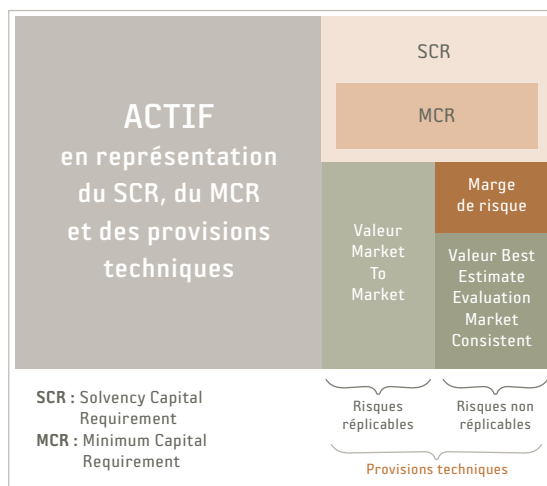 ACTIF
en représentation
du SCR, du MCR
et des provisions
techniques
SCR
MCR
Valeur
Market
To
Market
Marge
de risque
Valeur Best
Estimate
Evaluation
Market
Consistent
SCR : Solvency Capital
Requirement
MCR : Minimum Capital
Requirement
Risques
réplicables
Risques non
réplicables
Provisions techniques